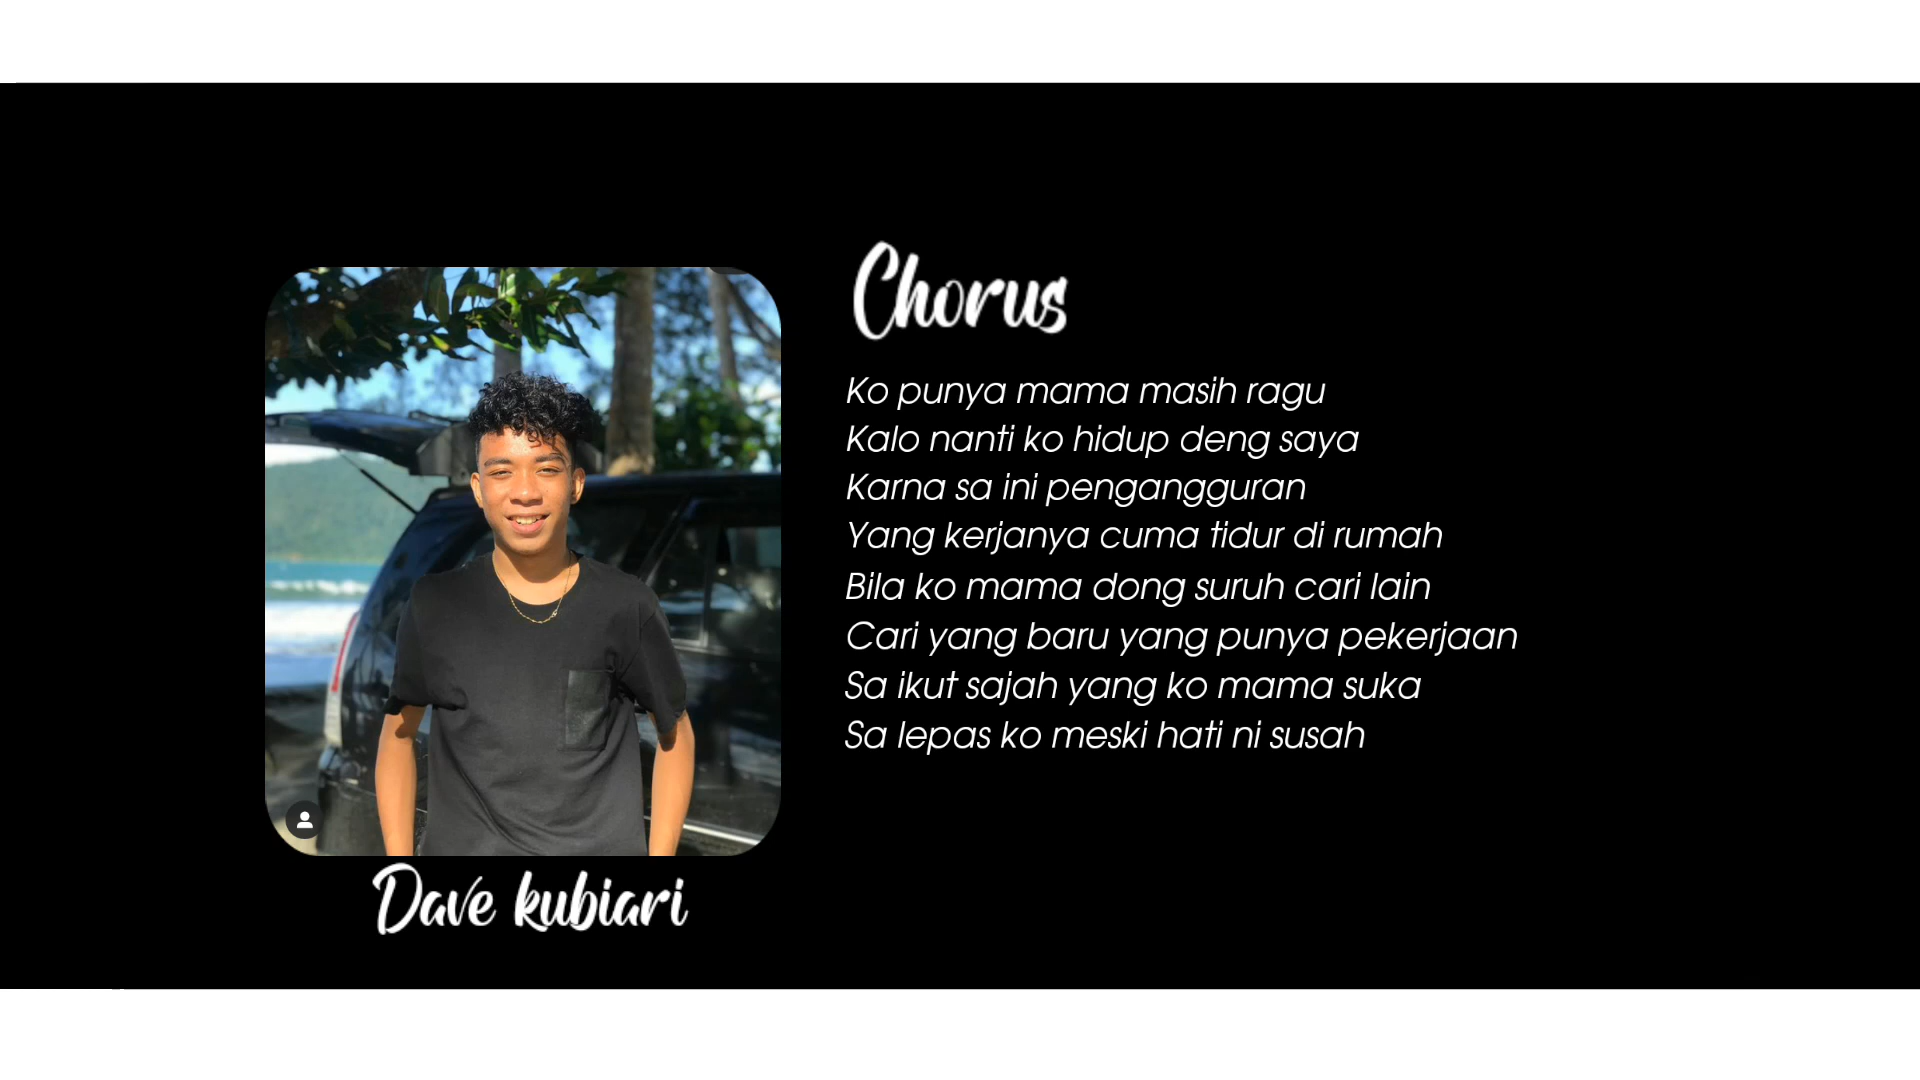 Chorus
Ko punya mama masih ragu
Kalo nanti ko hidup deng saya
Karna sa ini pengangguran
Yang kerjanya cuma tidur di rumah
Bila ko mama dong suruh cari lain
Cari yang baru yang punya pekerjaan
Sa ikut sajah yang ko mama suka
Sa lepas ko meski hati ni susah
Dave kubiari